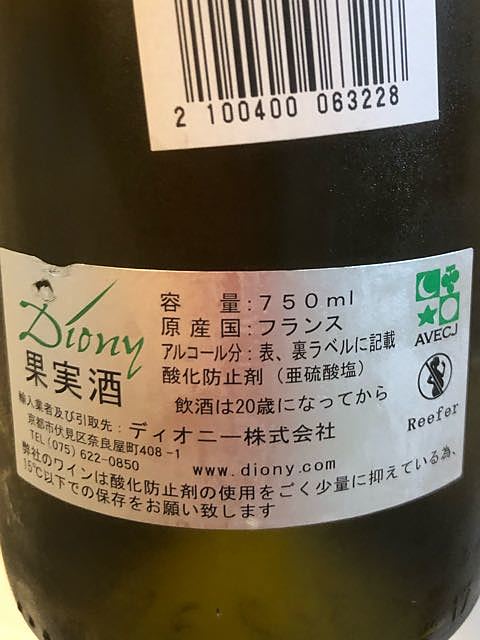 2 100400 063228
Diony
果実酒
容　　量：７５０ｍｌ
原 産 国：フランス
アルコール分：表、裏ラベルに記載
酸化防止剤（亜硫酸塩）
飲酒は20歳になってから
AVECJ
Reefer
輸入業者及び引取先：ディオニー株式会社
京都市伏見区奈良屋町408-1
TEL(075) 622-0850
www.diony.com
弊社のワインは酸化防止剤の使用をごく少量に抑えている為、
15℃以下での保存をお願い致します